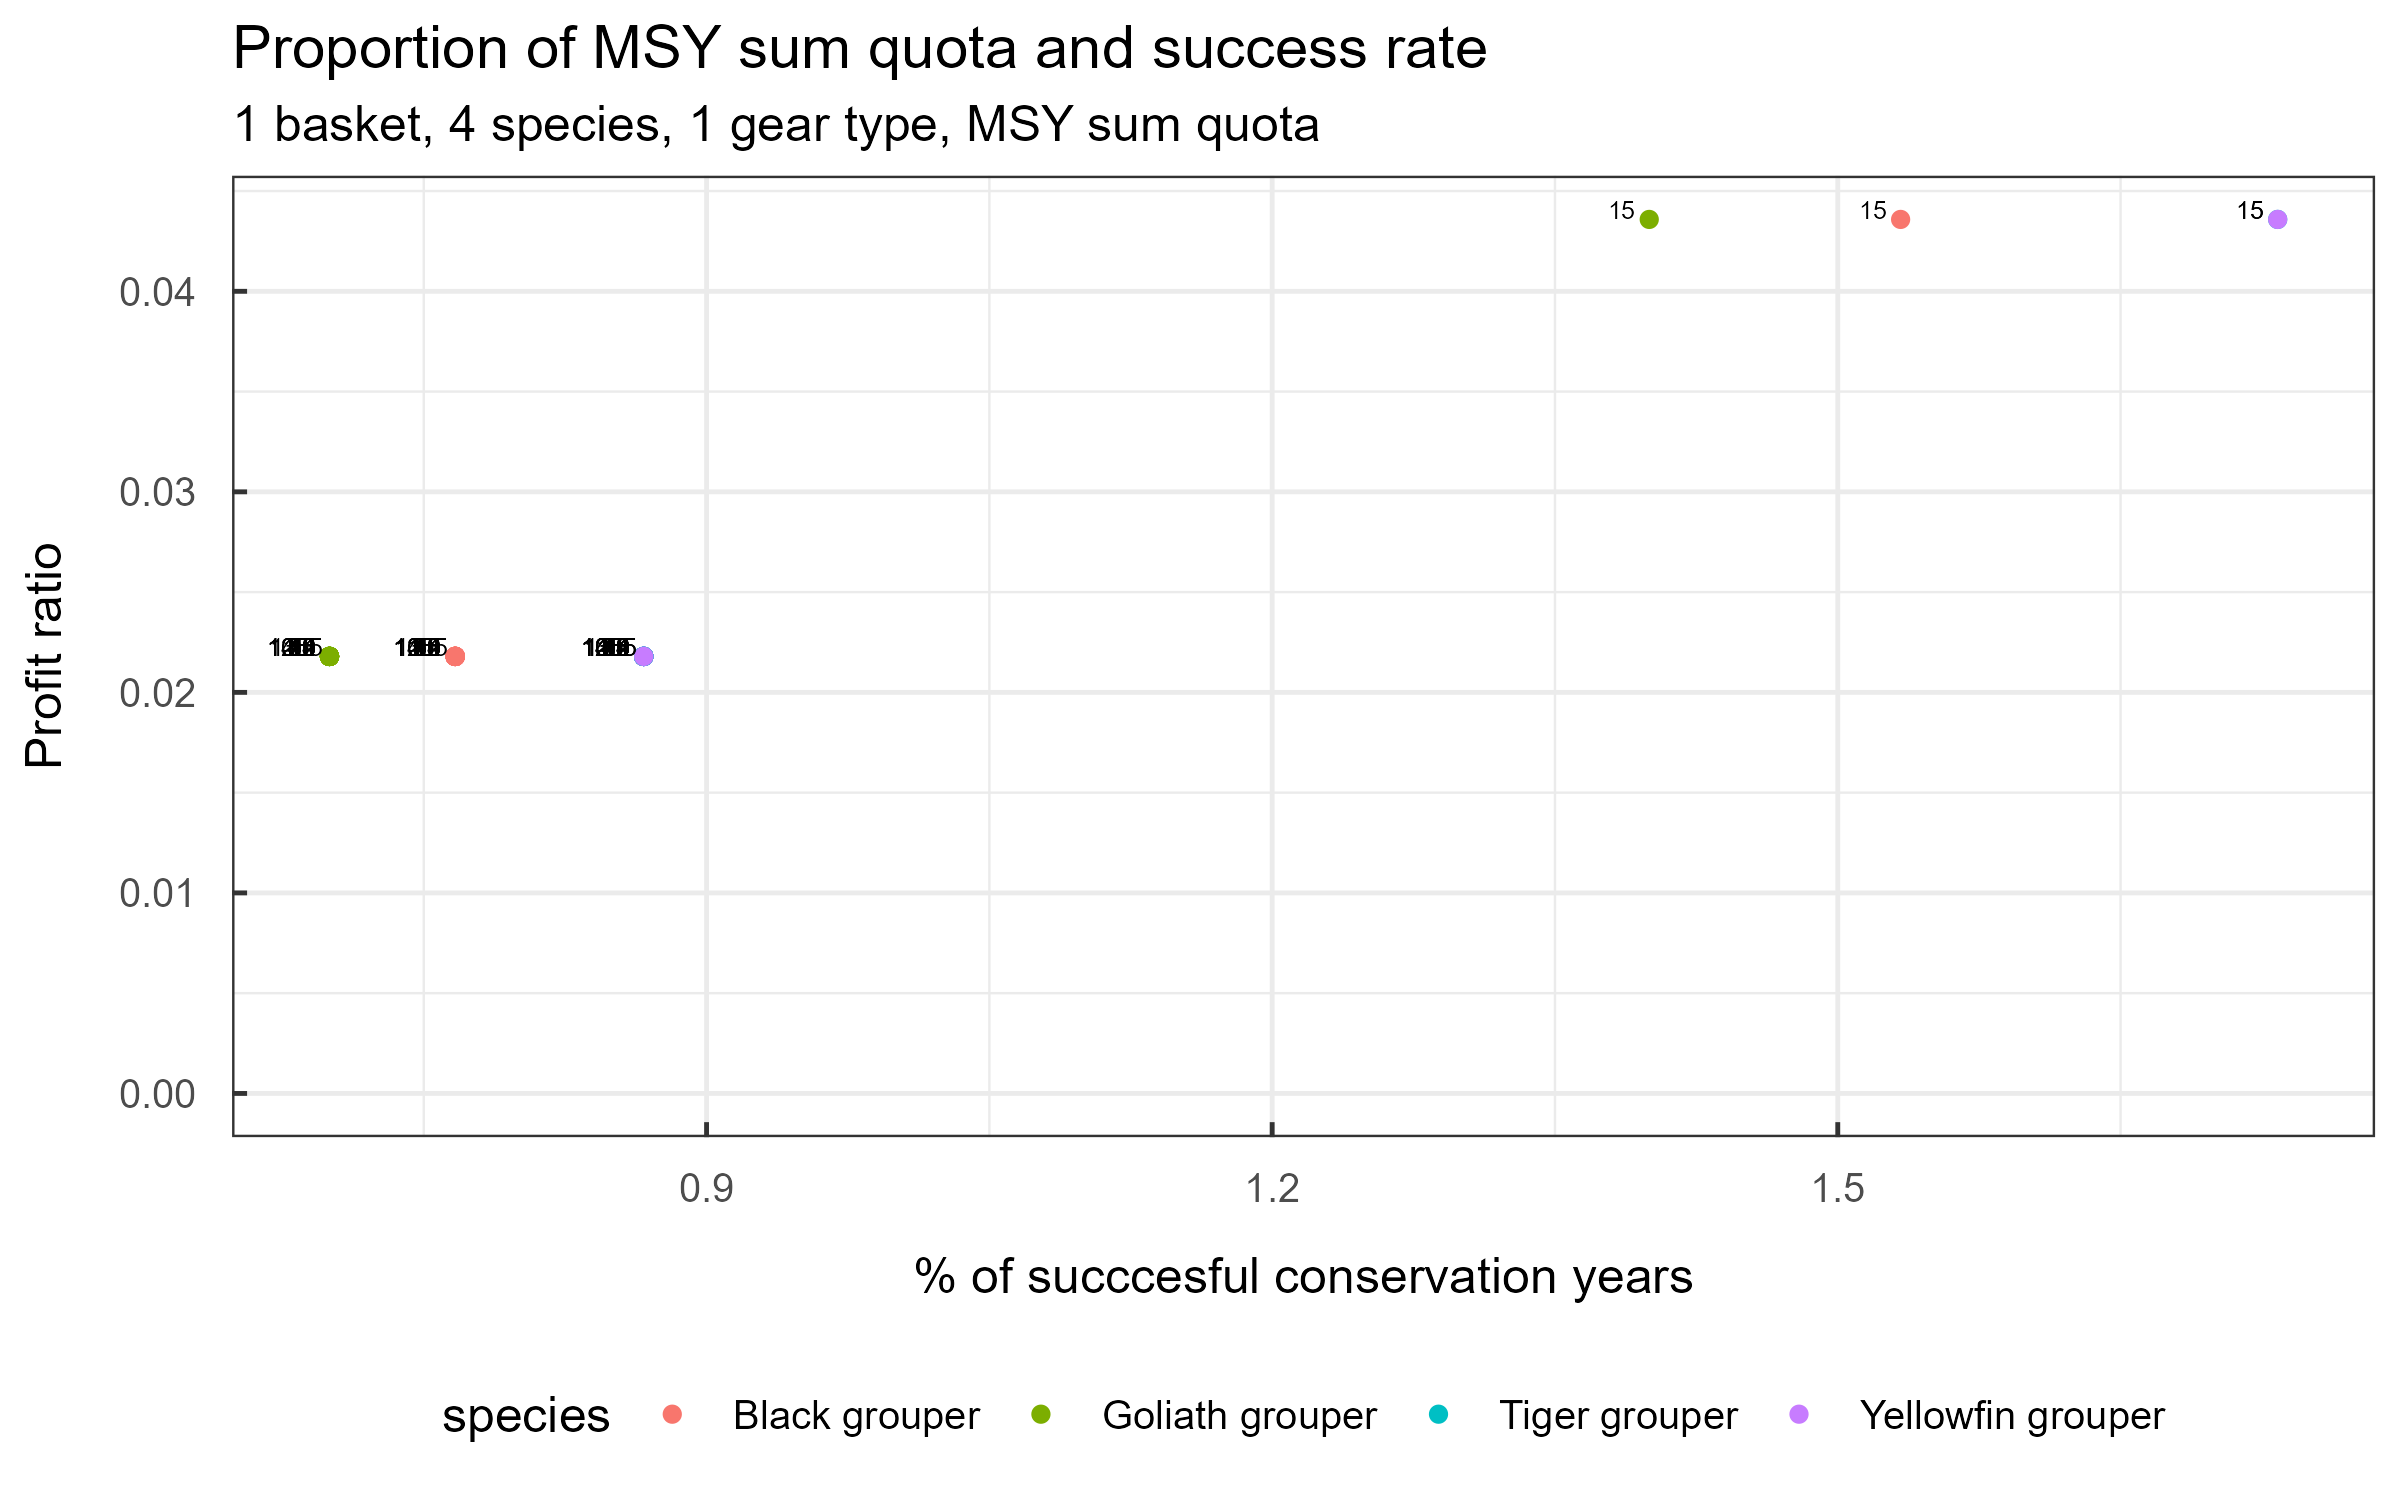 Proportion of MSY sum quota and success rate
1 basket, 4 species, 1 gear type, MSY sum quota
15 15 15
0.04
0.03
0.02
0.01
0.00
Profit ratio
0.9 1.2 1.5
% of succcesful conservation years
species Black grouper Goliath grouper Tiger grouper Yellowfin grouper